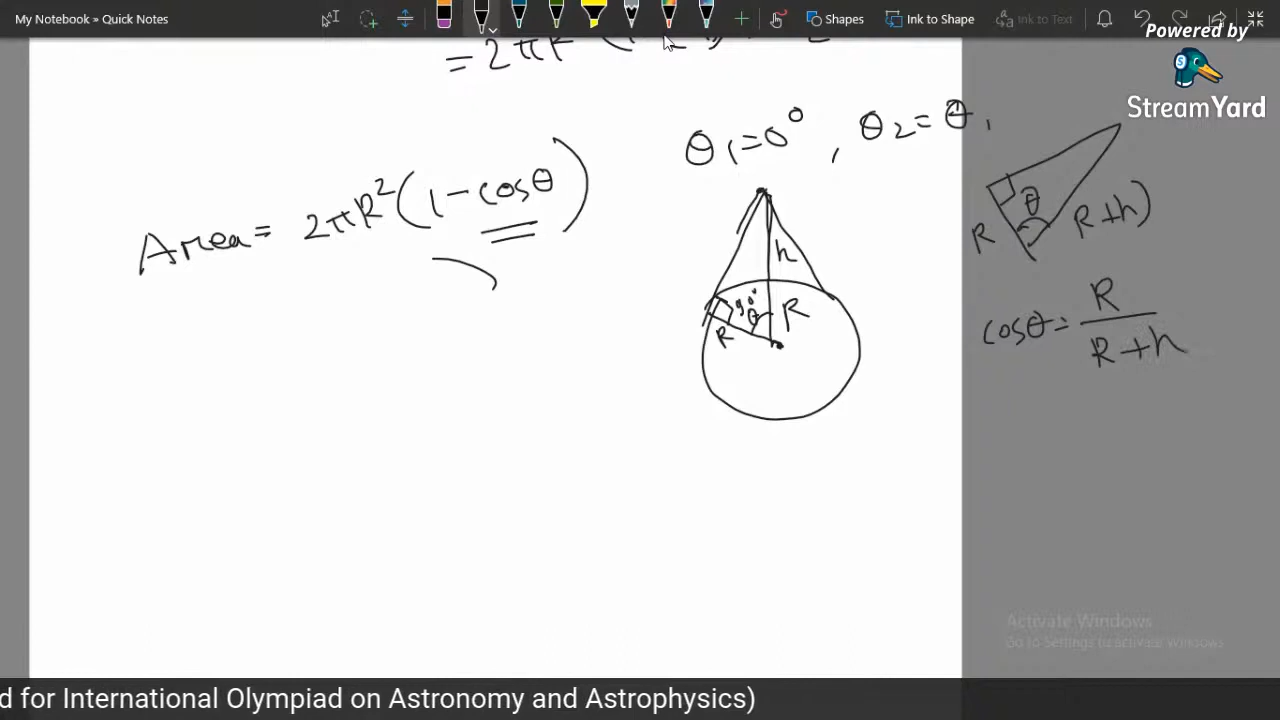 My Notebook » Quick Notes
Shapes
Ink to Shape
Ink to Text
Powered by
StreamYard
= 2πR
θ1=0°, θ2=θ,
Area= 2πR²(1-cosθ)
h
90°
θ
R
R
θ
R
R+h)
cosθ= R
R+h
Activate Windows
Go to Settings to activate Windows
d for International Olympiad on Astronomy and Astrophysics)